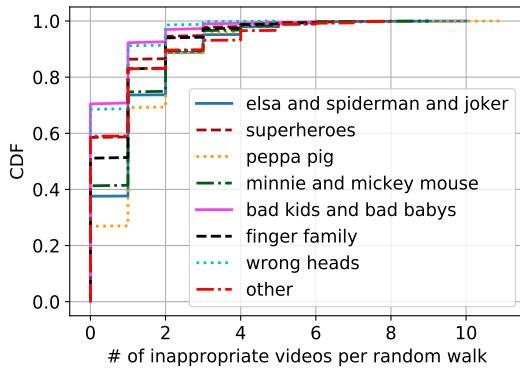 1.0
0.8
0.6
0.4
0.2
0.0
CDF
elsa and spiderman and joker
superheroes
peppa pig
minnie and mickey mouse
bad kids and bad babys
finger family
wrong heads
other
0 2 4 6 8 10
# of inappropriate videos per random walk